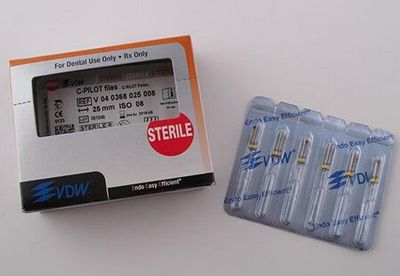 For Dental Use Only • Rx Only
VDW
C-PILOT files
REF V 04 0368 025 008
25 mm ISO 08
LOT
STERILE R
STERILE
VDW
Endo Easy Efficient
VDW
Endo Easy Efficient